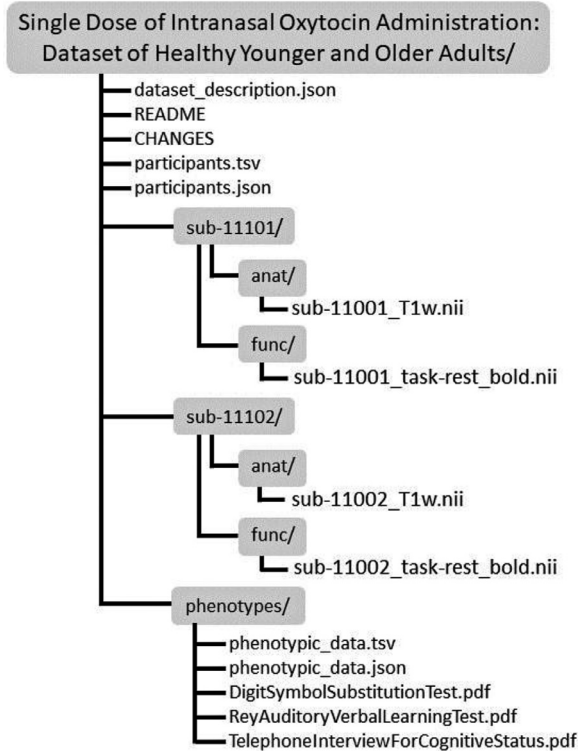 Single Dose of Intranasal Oxytocin Administration:
Dataset of Healthy Younger and Older Adults/
dataset_description.json
README
CHANGES
participants.tsv
participants.json
sub-11101/
anat/
sub-11001_T1w.nii
func/
sub-11001_task-rest_bold.nii
sub-11102/
anat/
sub-11002_T1w.nii
func/
sub-11002_task-rest_bold.nii
phenotypes/
phenotypic_data.tsv
phenotypic_data.json
DigitSymbolSubstitutionTest.pdf
ReyAuditoryVerbalLearningTest.pdf
TelephoneInterviewForCognitiveStatus.pdf